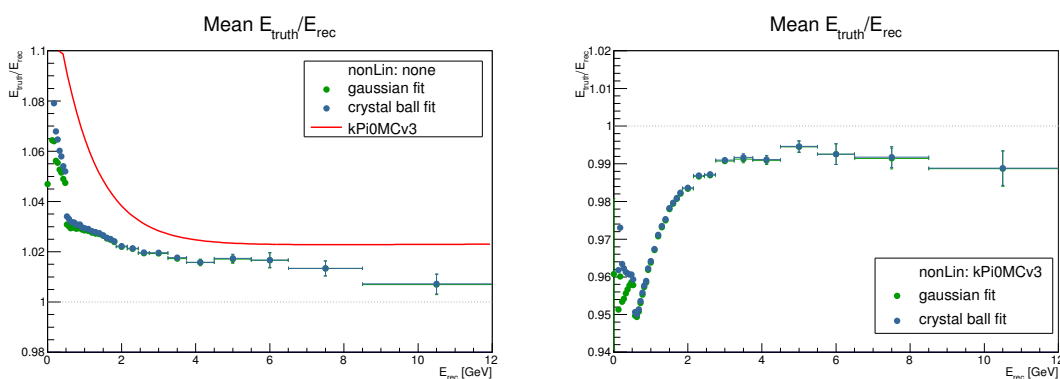 Mean E_truth/E_rec
E_truth/E_rec
1.1
1.08
1.06
1.04
1.02
1
0.98
nonLin: none
gaussian fit
crystal ball fit
kPi0MCv3
0 2 4 6 8 10 12
E_rec [GeV]
Mean E_truth/E_rec
E_truth/E_rec
1.02
1.01
1
0.99
0.98
0.97
0.96
0.95
0.94
nonLin: kPi0MCv3
gaussian fit
crystal ball fit
0 2 4 6 8 10 12
E_rec [GeV]